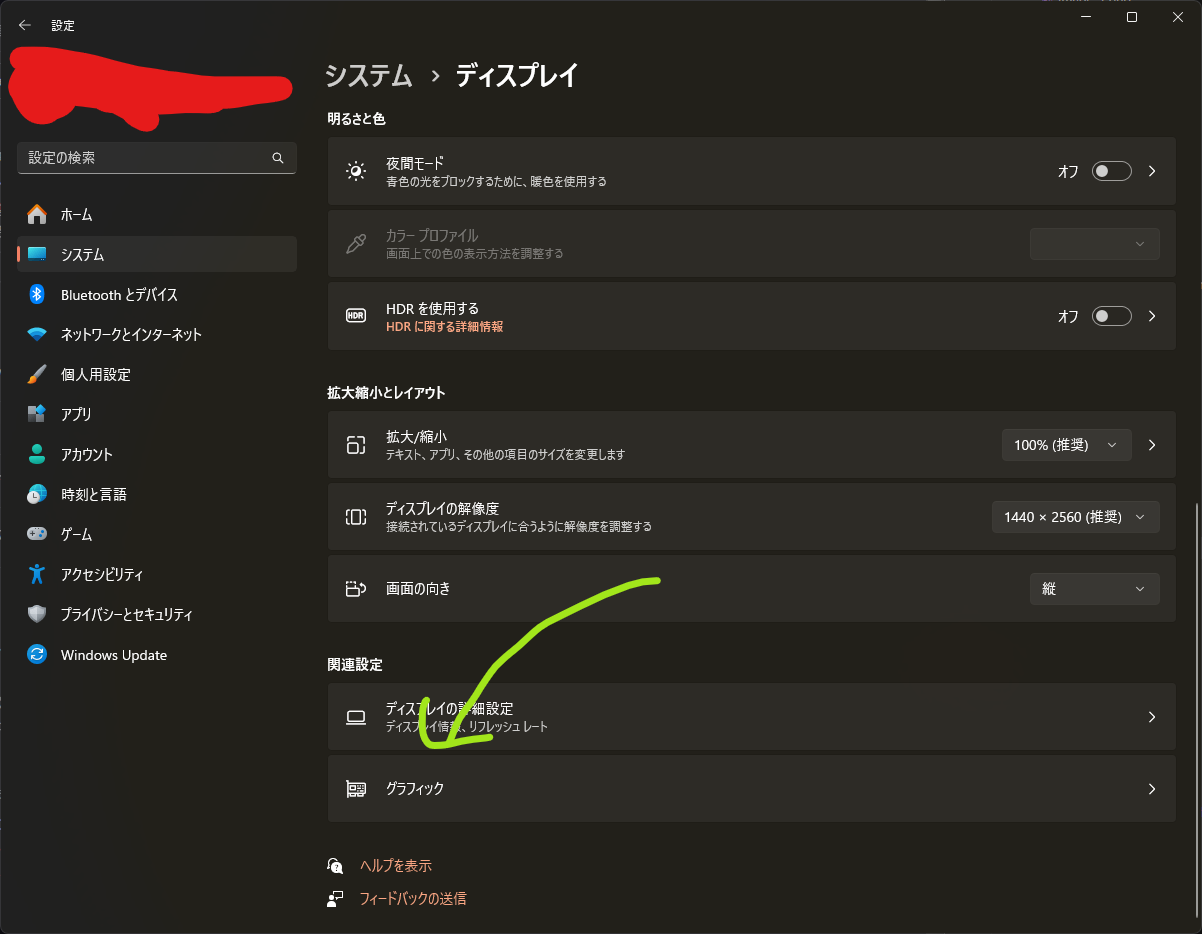 設定
設定の検索
ホーム
システム
Bluetooth とデバイス
ネットワークとインターネット
個人用設定
アプリ
アカウント
時刻と言語
ゲーム
アクセシビリティ
プライバシーとセキュリティ
Windows Update
システム › ディスプレイ
明るさと色
夜間モード
青色の光をブロックするために、暖色を使用する
オフ
カラー プロファイル
画面上での色の表示方法を調整する
HDR
HDR を使用する
HDR に関する詳細情報
オフ
拡大縮小とレイアウト
拡大/縮小
テキスト、アプリ、その他の項目のサイズを変更します
100% (推奨)
ディスプレイの解像度
接続されているディスプレイに合うように解像度を調整する
1440 × 2560 (推奨)
画面の向き
縦
関連設定
ディスプレイの詳細設定
ディスプレイ情報、リフレッシュ レート
グラフィック
ヘルプを表示
フィードバックの送信